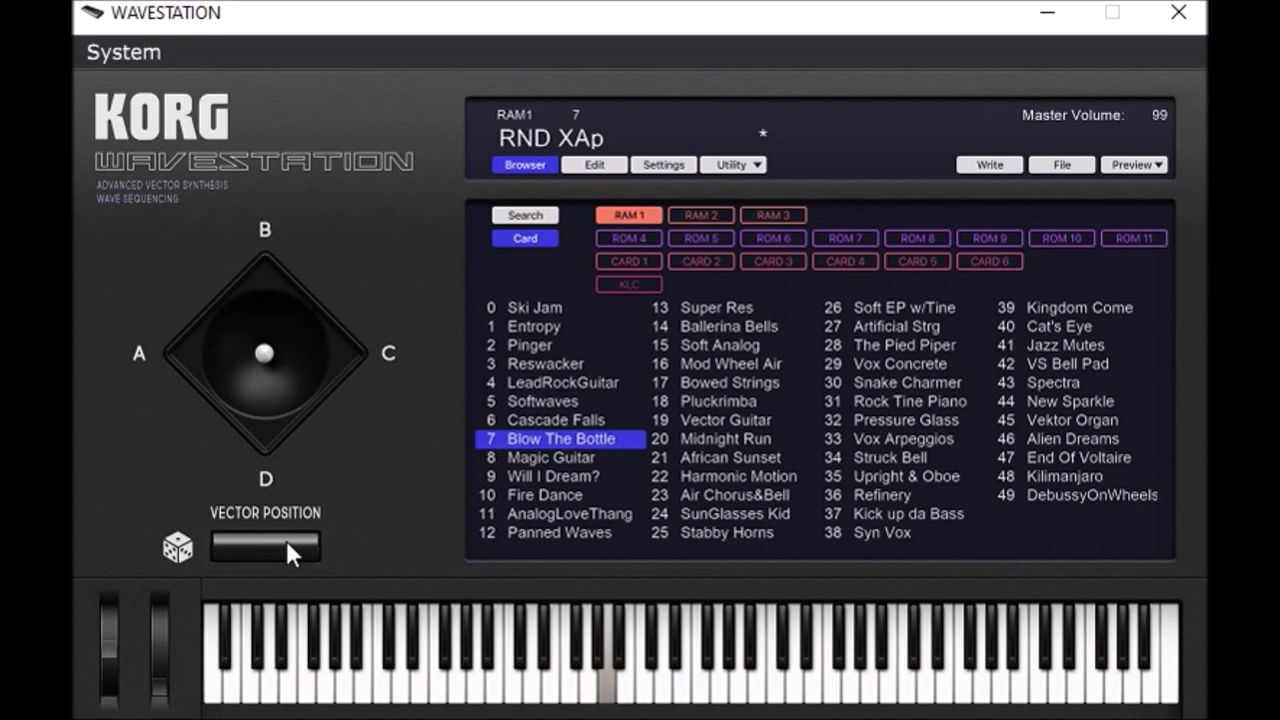 WAVESTATION
System
KORG
WAVESTATION
ADVANCED VECTOR SYNTHESIS
WAVE SEQUENCING
RAM1 7 Master Volume: 99
RND XAp *
Browser Edit Settings Utility Write File Preview
Search RAM 1 RAM 2 RAM 3
Card ROM 4 ROM 5 ROM 6 ROM 7 ROM 8 ROM 9 ROM 10 ROM 11
CARD 1 CARD 2 CARD 3 CARD 4 CARD 5 CARD 6
KLC
0 Ski Jam 13 Super Res 26 Soft EP w/Tine 39 Kingdom Come
1 Entropy 14 Ballerina Bells 27 Artificial Strg 40 Cat's Eye
2 Pinger 15 Soft Analog 28 The Pied Piper 41 Jazz Mutes
3 Reswacker 16 Mod Wheel Air 29 Vox Concrete 42 VS Bell Pad
4 LeadRockGuitar 17 Bowed Strings 30 Snake Charmer 43 Spectra
5 Softwaves 18 Pluckrimba 31 Rock Tine Piano 44 New Sparkle
6 Cascade Falls 19 Vector Guitar 32 Pressure Glass 45 Vektor Organ
7 Blow The Bottle 20 Midnight Run 33 Vox Arpeggios 46 Alien Dreams
8 Magic Guitar 21 African Sunset 34 Struck Bell 47 End Of Voltaire
9 Will I Dream? 22 Harmonic Motion 35 Upright & Oboe 48 Kilimanjaro
10 Fire Dance 23 Air Chorus&Bell 36 Refinery 49 DebussyOnWheels
11 AnalogLoveThang 24 SunGlasses Kid 37 Kick up da Bass
12 Panned Waves 25 Stabby Horns 38 Syn Vox
B
A C
D
VECTOR POSITION